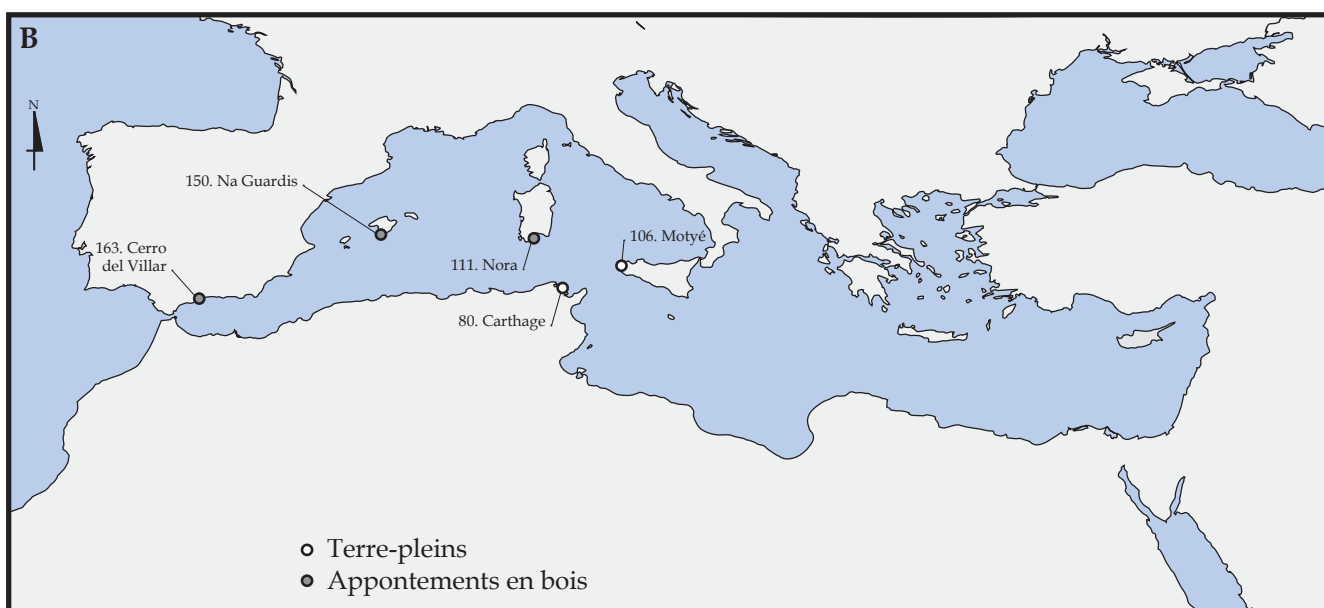 B
N
150. Na Guardis
163. Cerro
del Villar
106. Motyé
111. Nora
80. Carthage
Terre-pleins
Appontements en bois